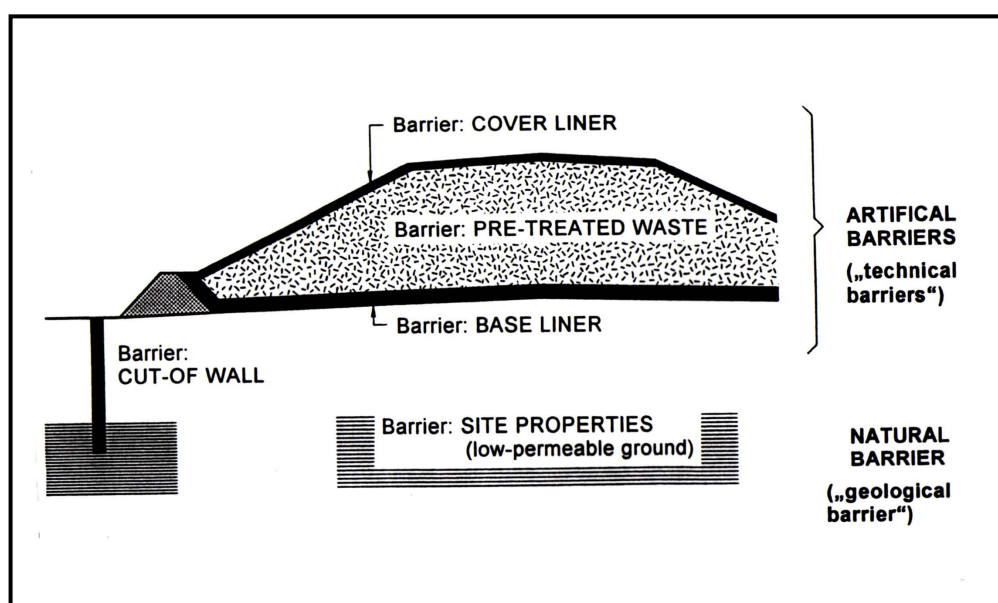 Barrier: COVER LINER
Barrier: PRE-TREATED WASTE
Barrier: BASE LINER
Barrier:
CUT-OF WALL
Barrier: SITE PROPERTIES
(low-permeable ground)
ARTIFICAL
BARRIERS
(„technical
barriers“)
NATURAL
BARRIER
(„geological
barrier“)